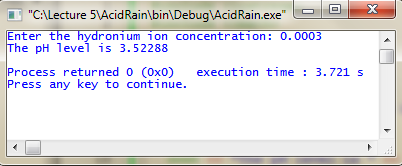 "C:\Lecture 5\AcidRain\bin\Debug\AcidRain.exe"
Enter the hydronium ion concentration: 0.0003
The pH level is 3.52288
Process returned 0 (0x0)   execution time : 3.721 s
Press any key to continue.